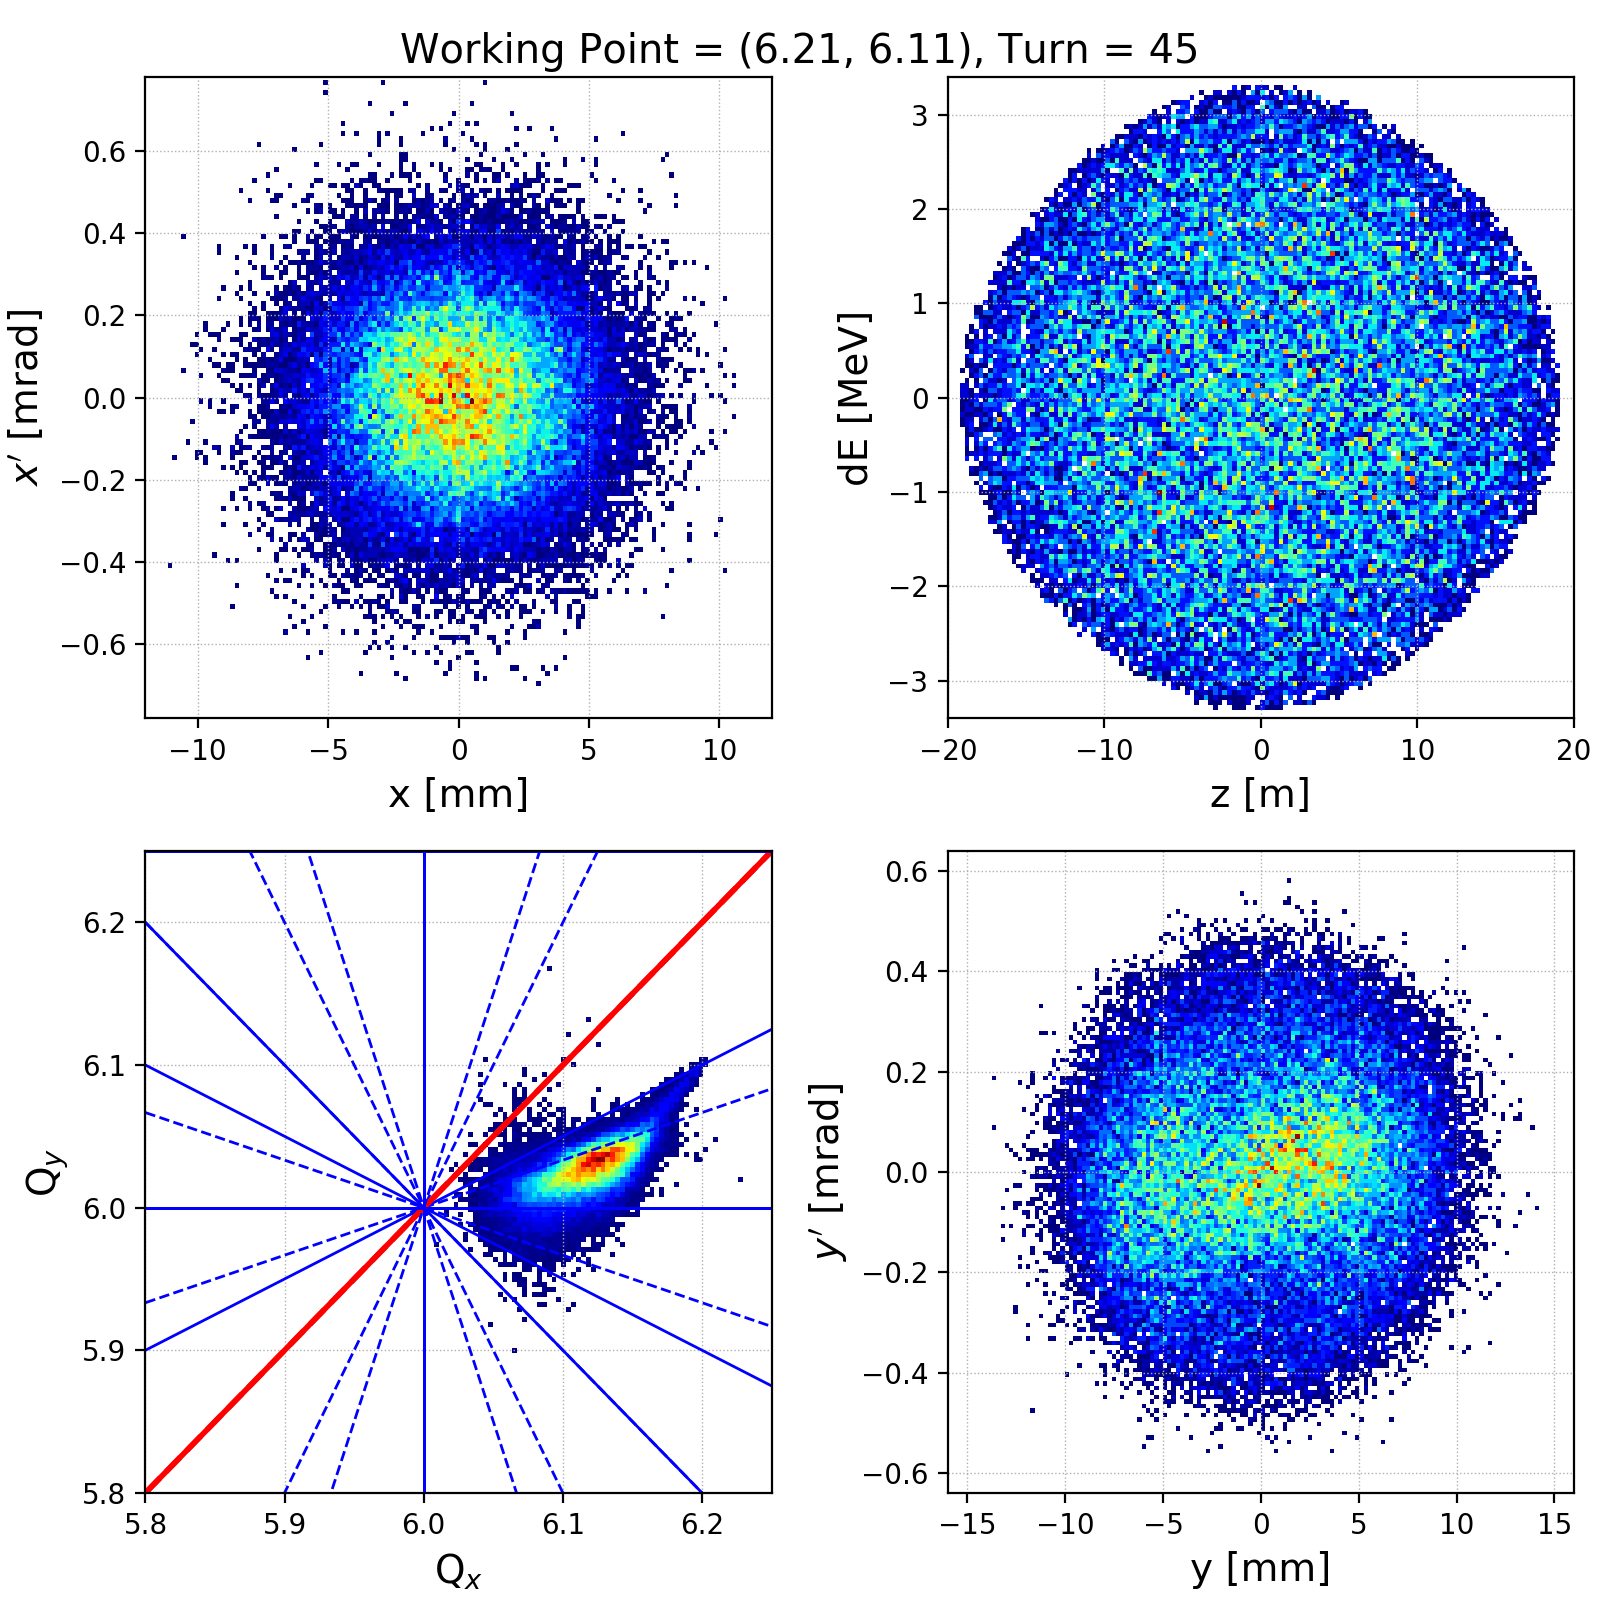 Working Point = (6.21, 6.11), Turn = 45
0.6
0.4
0.2
0.0
−0.2
−0.4
−0.6
x′ [mrad]
−10 −5 0 5 10
x [mm]
3
2
1
0
−1
−2
−3
dE [MeV]
−20 −10 0 10 20
z [m]
6.2
6.1
6.0
5.9
5.8
Qy
5.8 5.9 6.0 6.1 6.2
Qx
0.6
0.4
0.2
0.0
−0.2
−0.4
−0.6
y′ [mrad]
−15 −10 −5 0 5 10 15
y [mm]